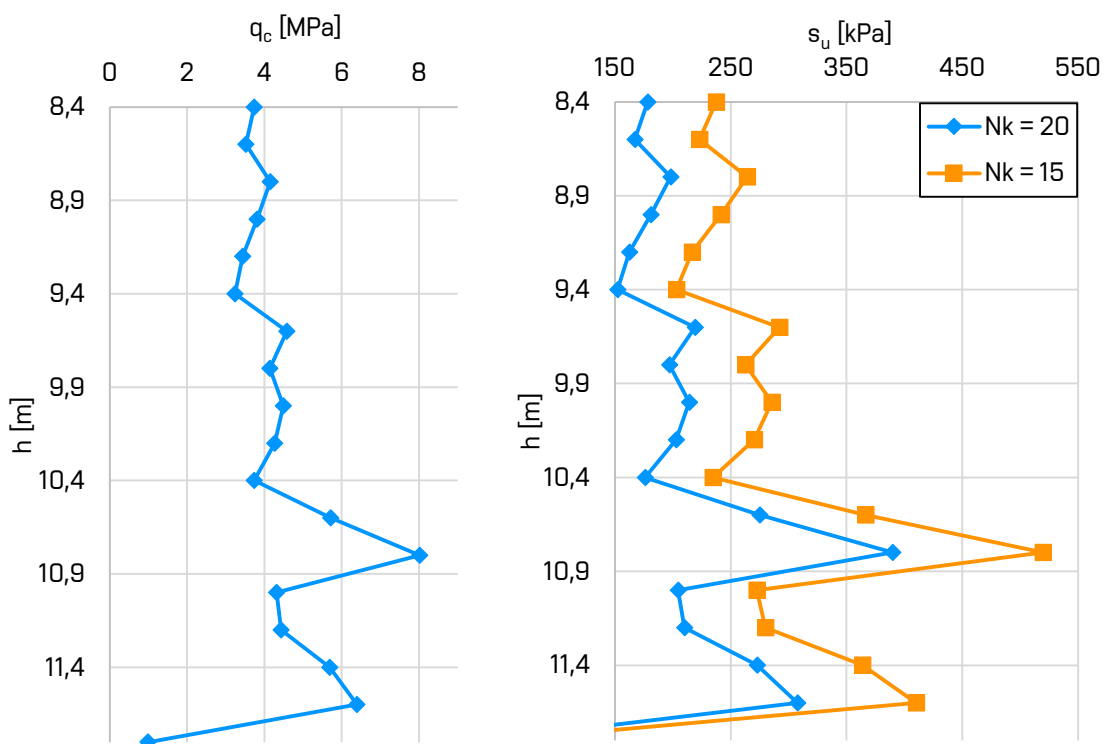 q_c [MPa]
0 2 4 6 8
h [m]
8,4
8,9
9,4
9,9
10,4
10,9
11,4
s_u [kPa]
150 250 350 450 550
h [m]
8,4
8,9
9,4
9,9
10,4
10,9
11,4
Nk = 20
Nk = 15